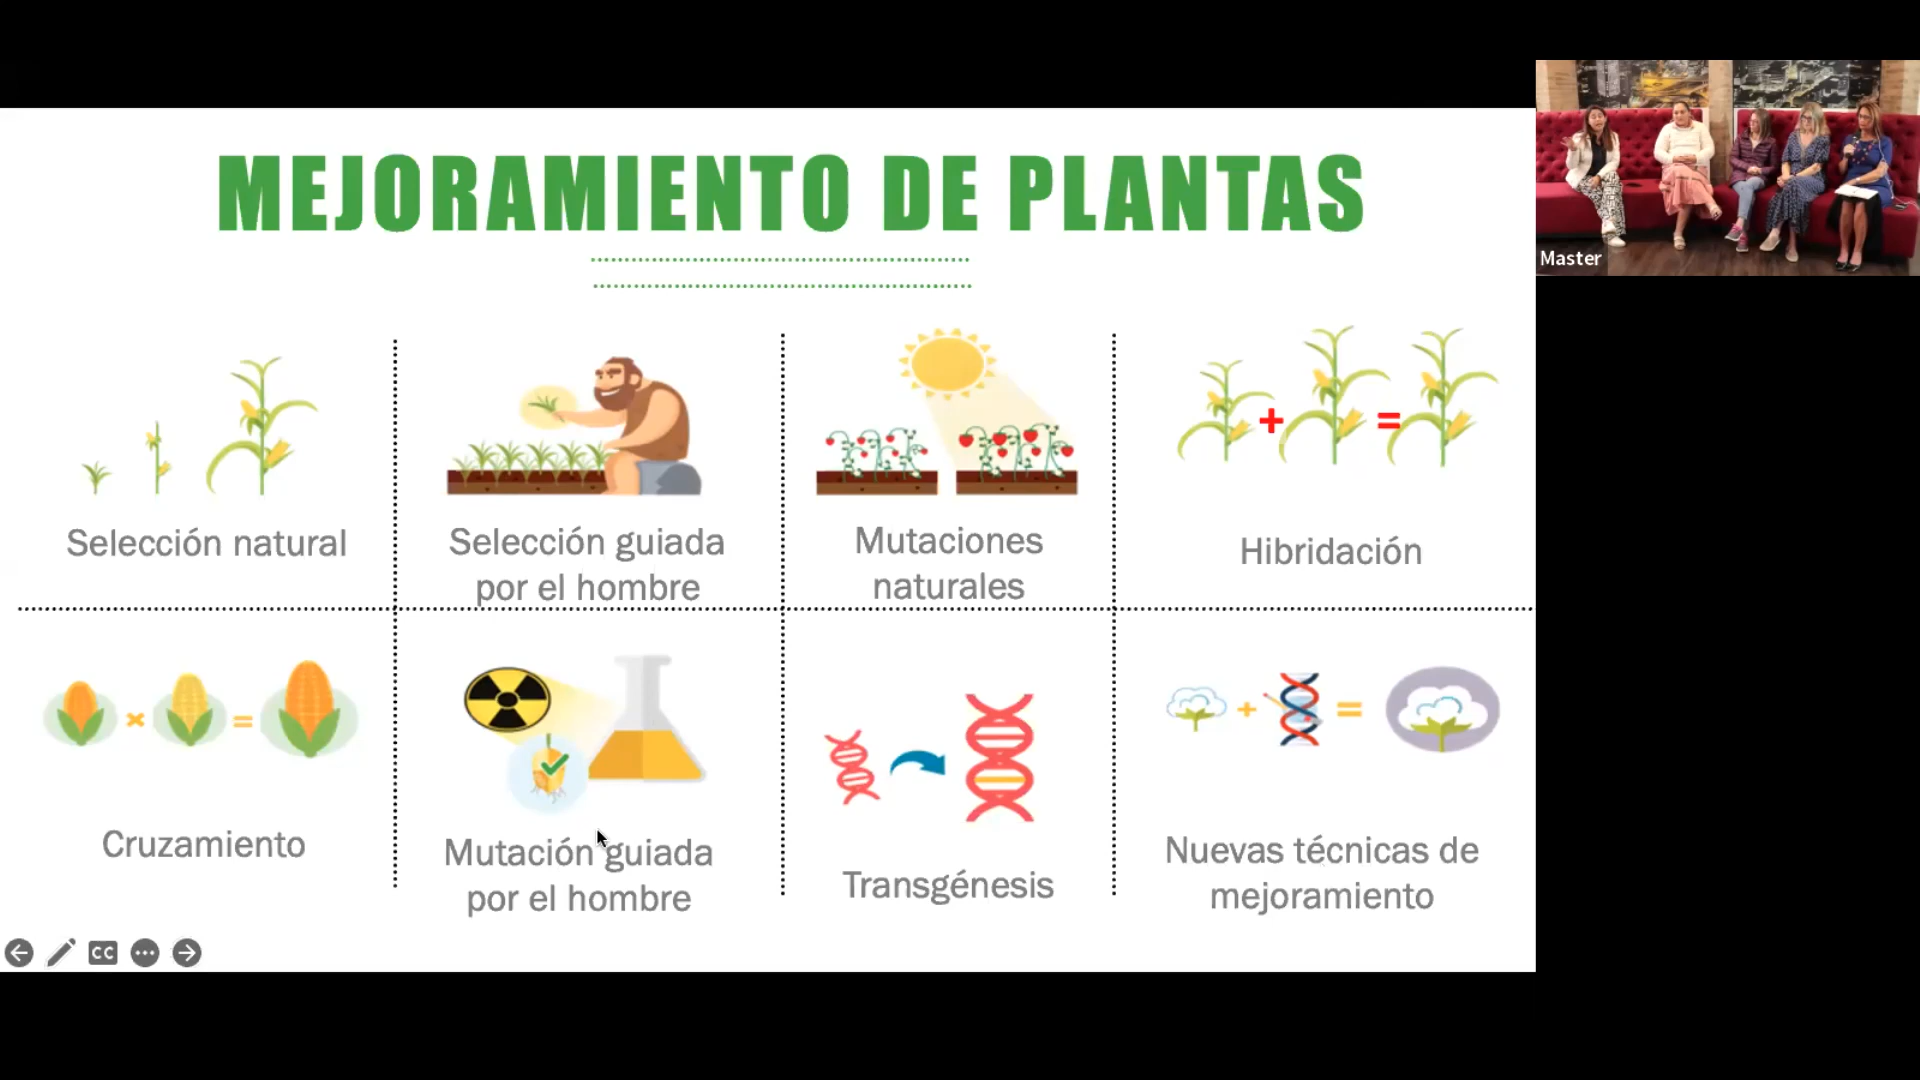 MEJORAMIENTO DE PLANTAS
Master
Selección natural
Selección guiada
por el hombre
Mutaciones
naturales
Hibridación
Cruzamiento
Mutación guiada
por el hombre
Transgénesis
Nuevas técnicas de
mejoramiento
CC